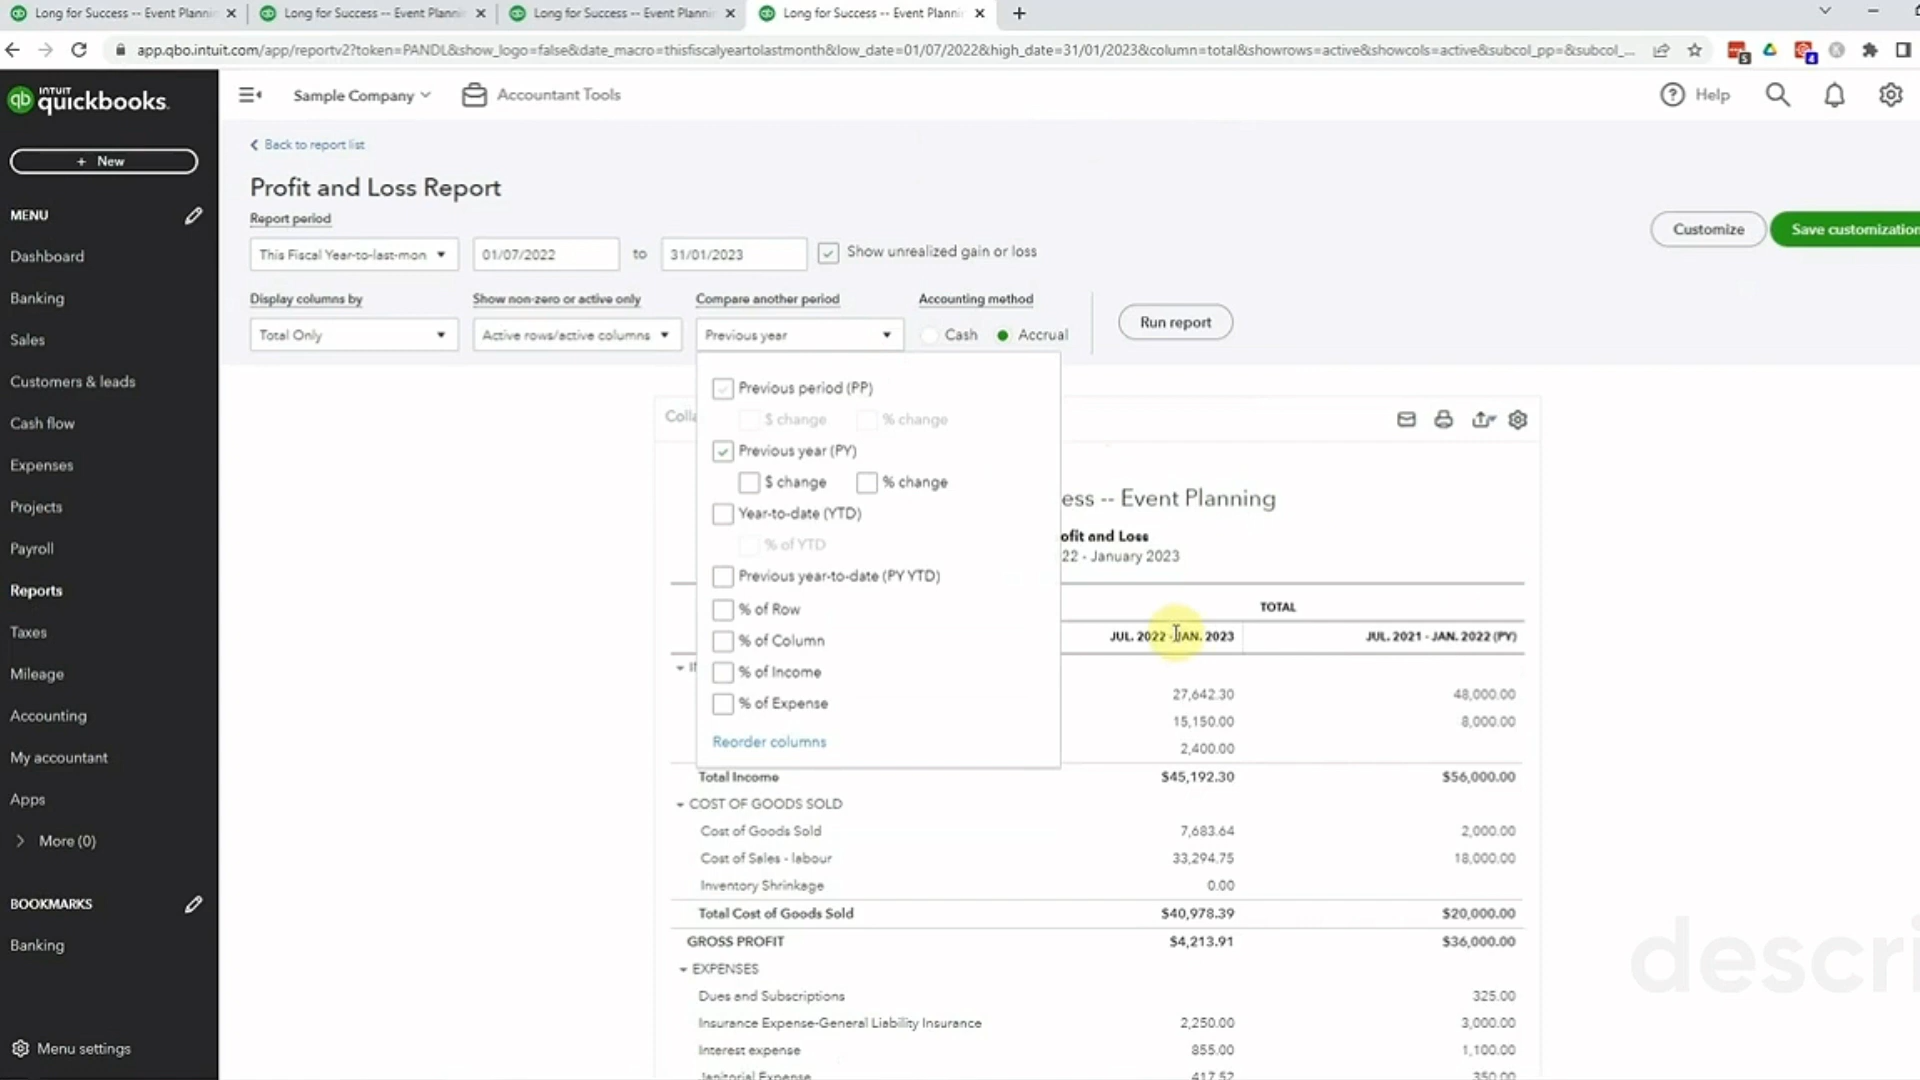 Long for Success -- Event Plannin
Long for Success -- Event Plannin
Long for Success -- Event Plannin
Long for Success -- Event Plannin
app.qbo.intuit.com/app/reportv2?token=PANDL&show_logo=false&date_macro=thisfiscalyeartolastmonth&low_date=01/07/2022&high_date=31/01/2023&column=total&showrows=active&showcols=active&subcol_pp=&subcol_...
5
4
qb INTUIT quickbooks.
Sample Company
Accountant Tools
Help
+ New
MENU
Dashboard
Banking
Sales
Customers & leads
Cash flow
Expenses
Projects
Payroll
Reports
Taxes
Mileage
Accounting
My accountant
Apps
More (0)
BOOKMARKS
Banking
Menu settings
Back to report list
Profit and Loss Report
Report period
This Fiscal Year-to-last-mon
01/07/2022
to
31/01/2023
Show unrealized gain or loss
Customize
Save customization
Display columns by
Show non-zero or active only
Compare another period
Accounting method
Total Only
Active rows/active columns
Previous year
Cash
Accrual
Run report
Previous period (PP)
$ change
% change
Previous year (PY)
$ change
% change
Year-to-date (YTD)
% of YTD
Previous year-to-date (PY YTD)
% of Row
% of Column
% of Income
% of Expense
Reorder columns
Colla
ess -- Event Planning
ofit and Loss
22 - January 2023
TOTAL
JUL. 2022 - JAN. 2023
JUL. 2021 - JAN. 2022 (PY)
IN
27,642.30 48,000.00
15,150.00 8,000.00
2,400.00
Total Income $45,192.30 $56,000.00
COST OF GOODS SOLD
Cost of Goods Sold 7,683.64 2,000.00
Cost of Sales - labour 33,294.75 18,000.00
Inventory Shrinkage 0.00
Total Cost of Goods Sold $40,978.39 $20,000.00
GROSS PROFIT $4,213.91 $36,000.00
EXPENSES
Dues and Subscriptions 325.00
Insurance Expense-General Liability Insurance 2,250.00 3,000.00
Interest expense 855.00 1,100.00
Janitorial Expense 417.52 350.00
descri